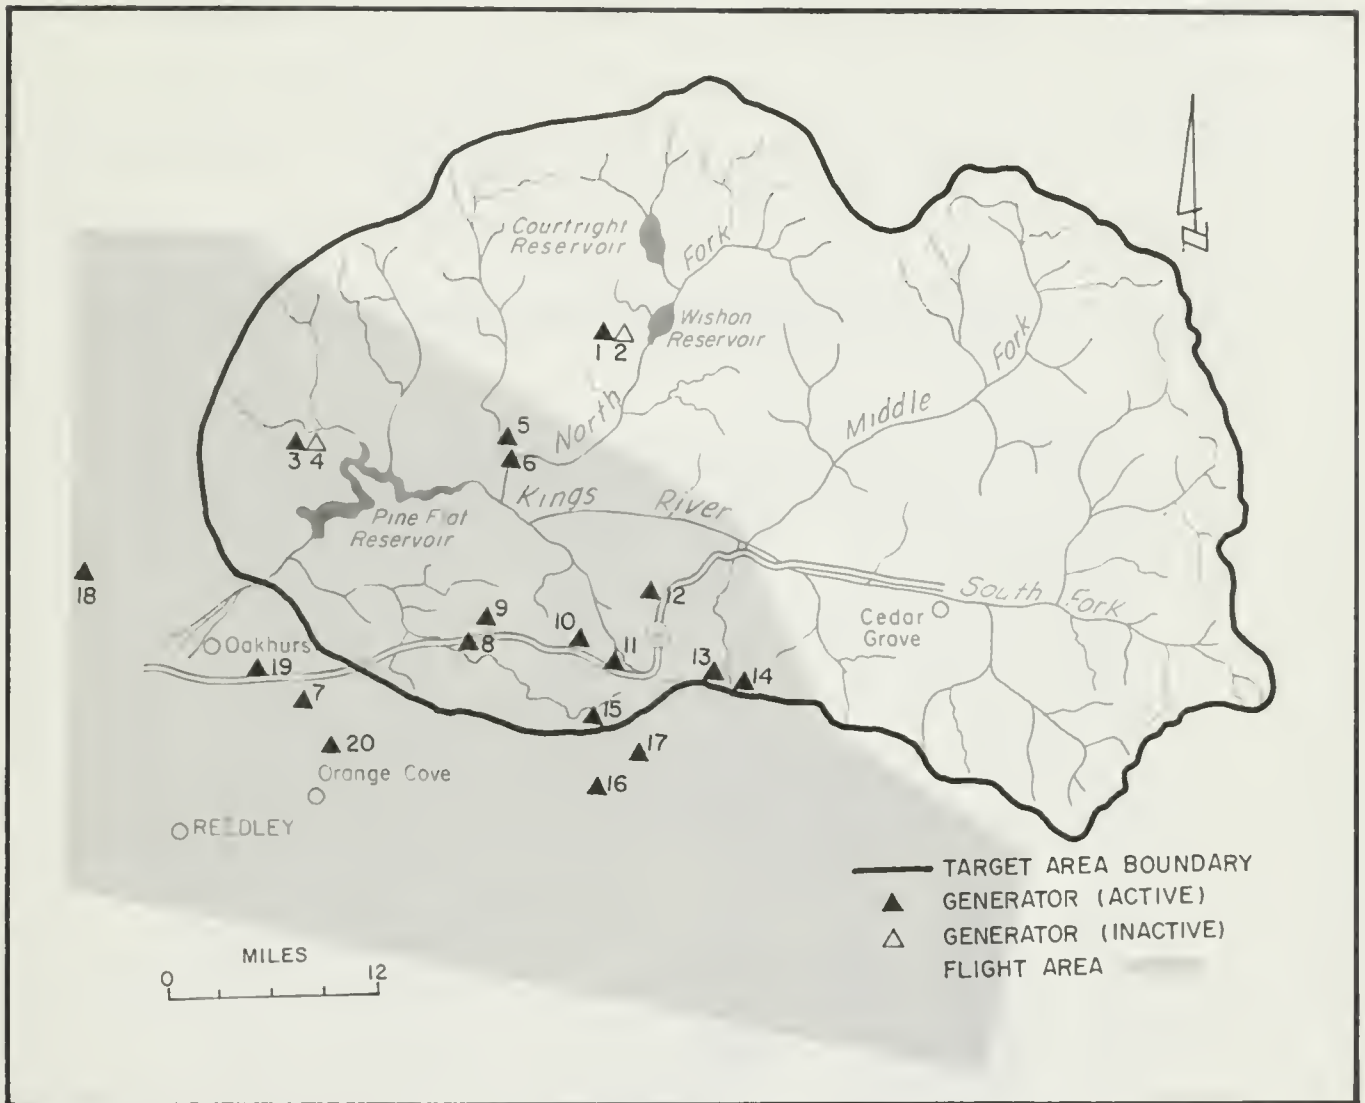 Courtright
Reservoir
Fork
Wishon
Reservoir
1 2
Fork
Middle
North
5
6
3 4
Kings River
Pine Flat
Reservoir
18
12
South Fork
Cedar
Grove
9
10
8
11
Oakhurs
19
13
14
7
15
20
17
Orange Cove
16
REEDLEY
TARGET AREA BOUNDARY
GENERATOR (ACTIVE)
GENERATOR (INACTIVE)
FLIGHT AREA
MILES
0 12